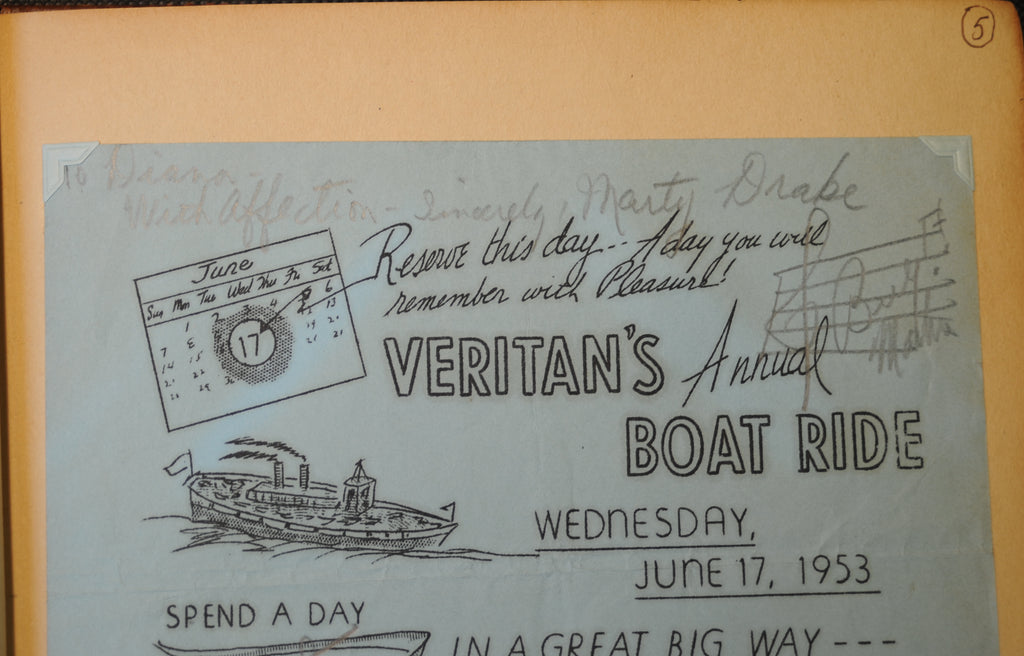 5
To Diana -
With Affection - Sincerely, Marty Drake
Reserve this day -- A day you will
remember with Pleasure!
June
Sun Mon Tue Wed Thu Fri Sat
17
VERITAN'S Annual
BOAT RIDE
WEDNESDAY,
JUNE 17, 1953
SPEND A DAY
IN A GREAT BIG WAY ---